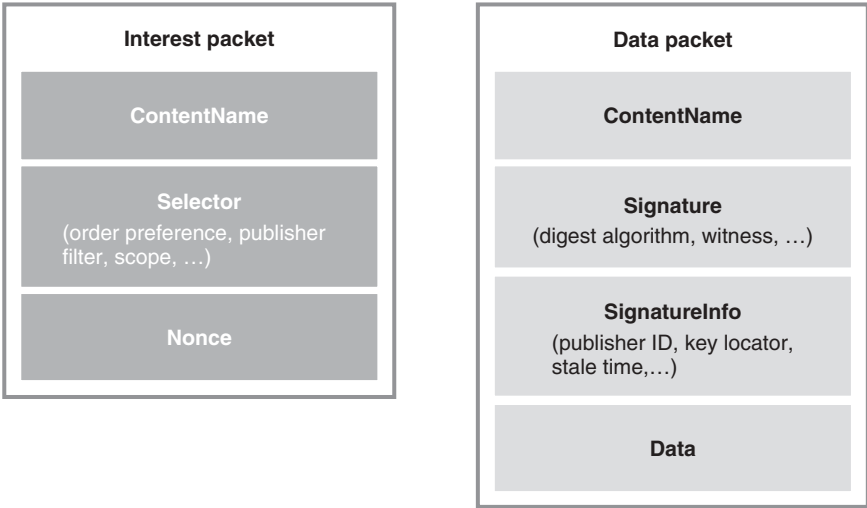 Interest packet
ContentName
Selector
(order preference, publisher
filter, scope, …)
Nonce
Data packet
ContentName
Signature
(digest algorithm, witness, …)
SignatureInfo
(publisher ID, key locator,
stale time,…)
Data